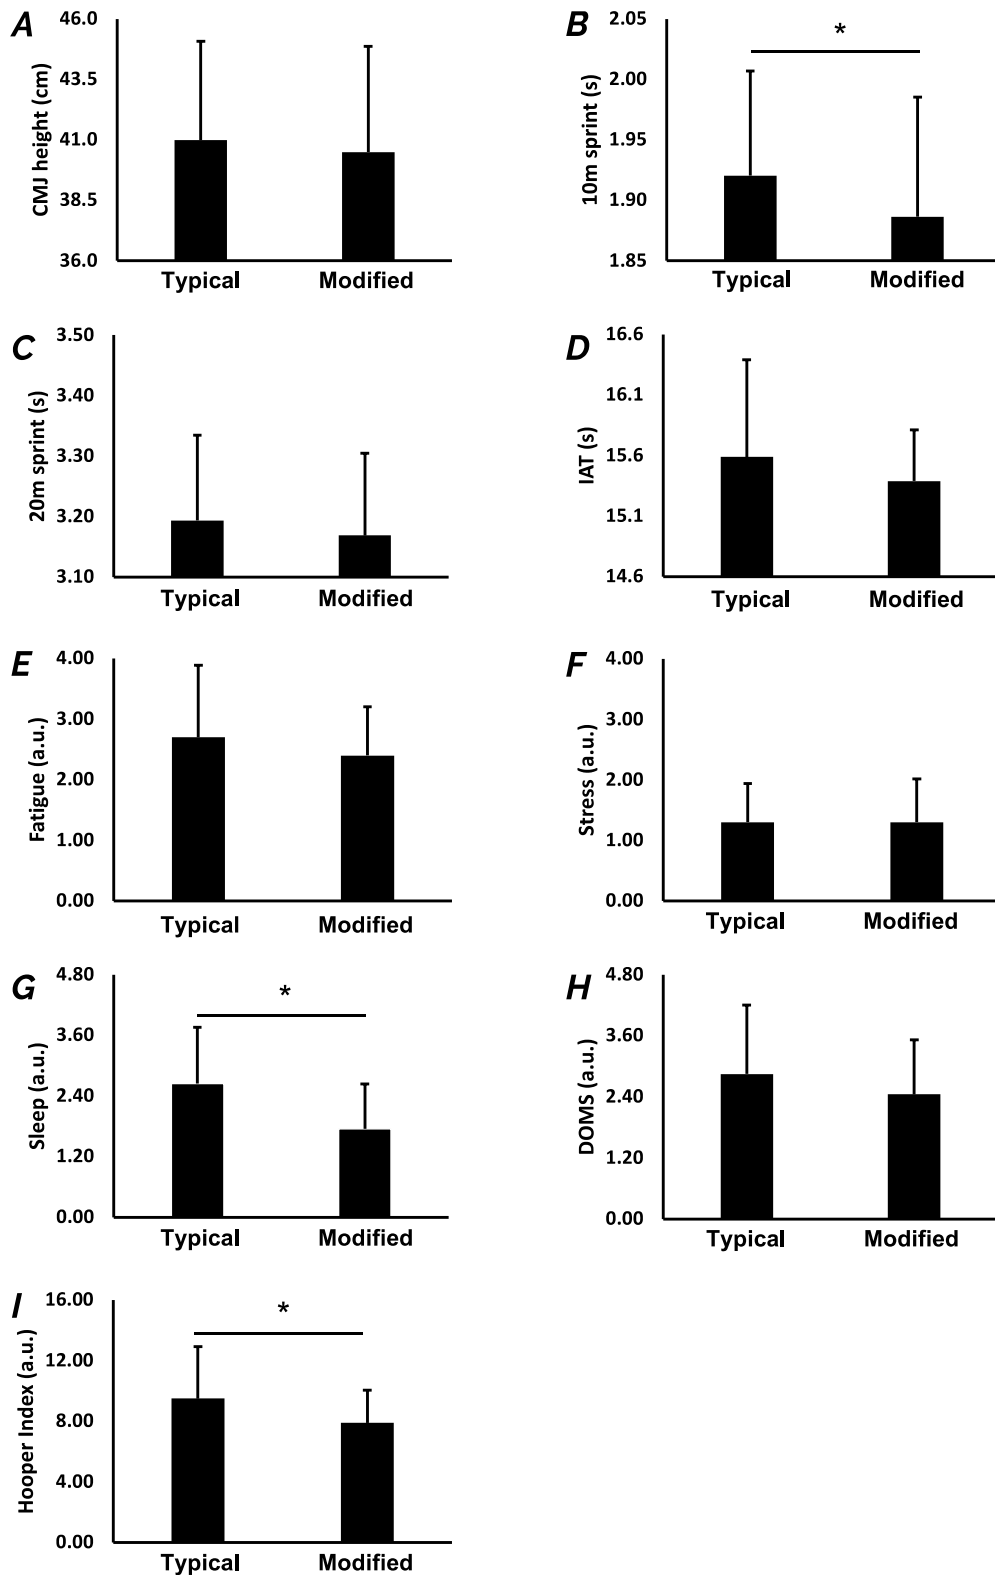 A
CMJ height (cm)
46.0
43.5
41.0
38.5
36.0
Typical Modified
B
10m sprint (s)
2.05
2.00
1.95
1.90
1.85
*
Typical Modified
C
20m sprint (s)
3.50
3.40
3.30
3.20
3.10
Typical Modified
D
IAT (s)
16.6
16.1
15.6
15.1
14.6
Typical Modified
E
Fatigue (a.u.)
4.00
3.00
2.00
1.00
0.00
Typical Modified
F
Stress (a.u.)
4.00
3.00
2.00
1.00
0.00
Typical Modified
G
Sleep (a.u.)
4.80
3.60
2.40
1.20
0.00
*
Typical Modified
H
DOMS (a.u.)
4.80
3.60
2.40
1.20
0.00
Typical Modified
I
Hooper Index (a.u.)
16.00
12.00
8.00
4.00
0.00
*
Typical Modified